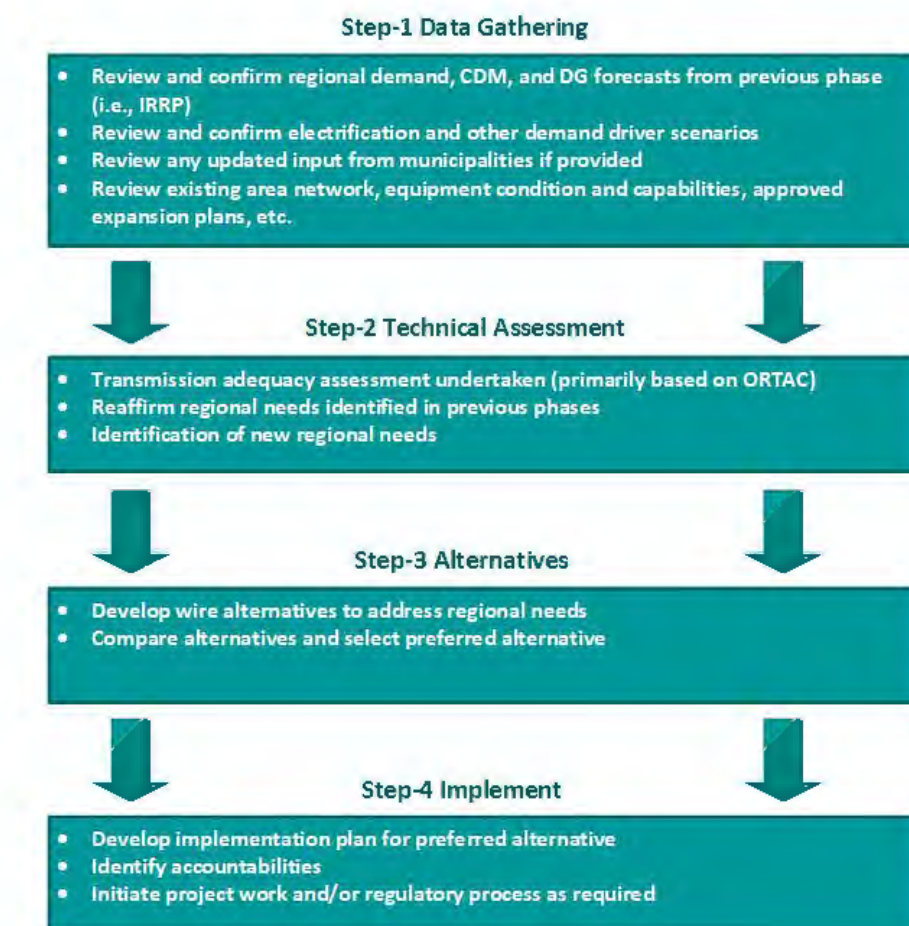 Step-1 Data Gathering
• Review and confirm regional demand, CDM, and DG forecasts from previous phase
(i.e., IRRP)
• Review and confirm electrification and other demand driver scenarios
• Review any updated input from municipalities if provided
• Review existing area network, equipment condition and capabilities, approved
expansion plans, etc.
Step-2 Technical Assessment
• Transmission adequacy assessment undertaken (primarily based on ORTAC)
• Reaffirm regional needs identified in previous phases
• Identification of new regional needs
Step-3 Alternatives
• Develop wire alternatives to address regional needs
• Compare alternatives and select preferred alternative
Step-4 Implement
• Develop implementation plan for preferred alternative
• Identify accountabilities
• Initiate project work and/or regulatory process as required